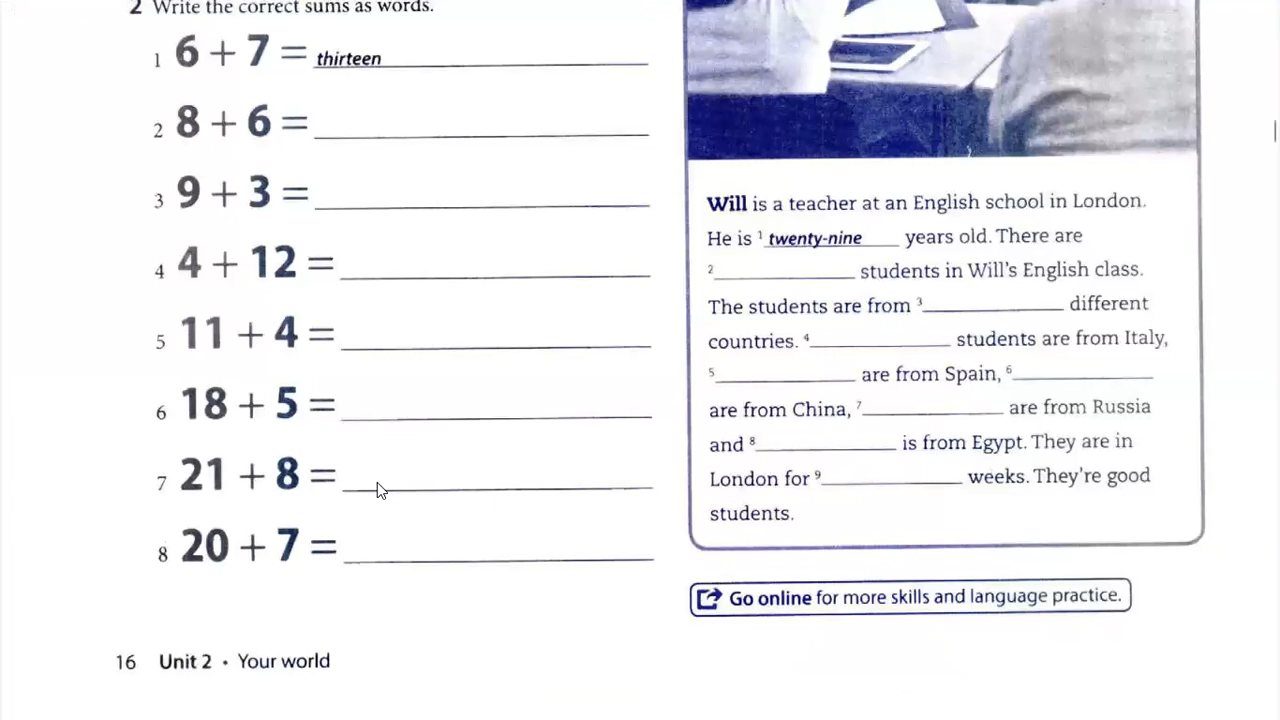 2 Write the correct sums as words.
1 6 + 7 = thirteen
2 8 + 6 =
3 9 + 3 =
4 4 + 12 =
5 11 + 4 =
6 18 + 5 =
7 21 + 8 =
8 20 + 7 =
Will is a teacher at an English school in London.
He is 1 twenty-nine years old. There are
2 students in Will's English class.
The students are from 3 different
countries. 4 students are from Italy,
5 are from Spain, 6
are from China, 7 are from Russia
and 8 is from Egypt. They are in
London for 9 weeks. They're good
students.
Go online for more skills and language practice.
16 Unit 2 • Your world